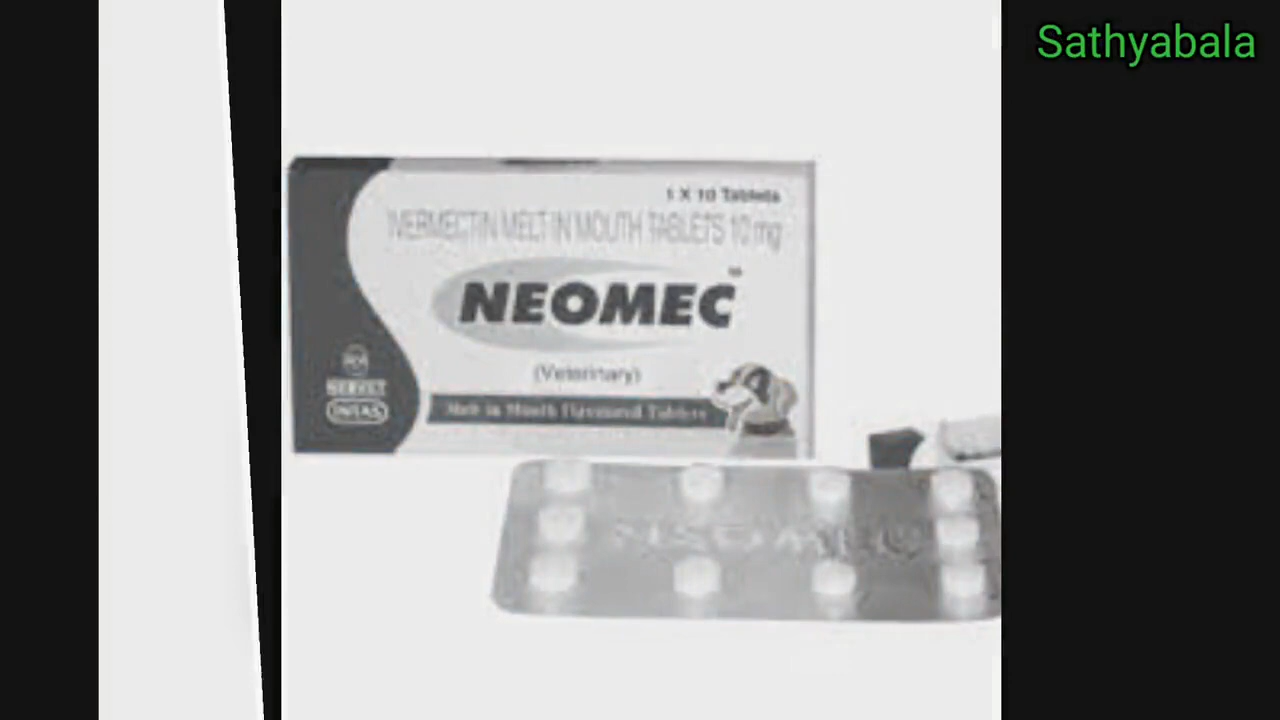 Sathyabala
1 X 10 Tablets
IVERMECTIN MELT IN MOUTH TABLETS 10 mg
NEOMEC
(Veterinary)
Melt in Mouth Flavoured Tablets
INTAS
NEOMEC